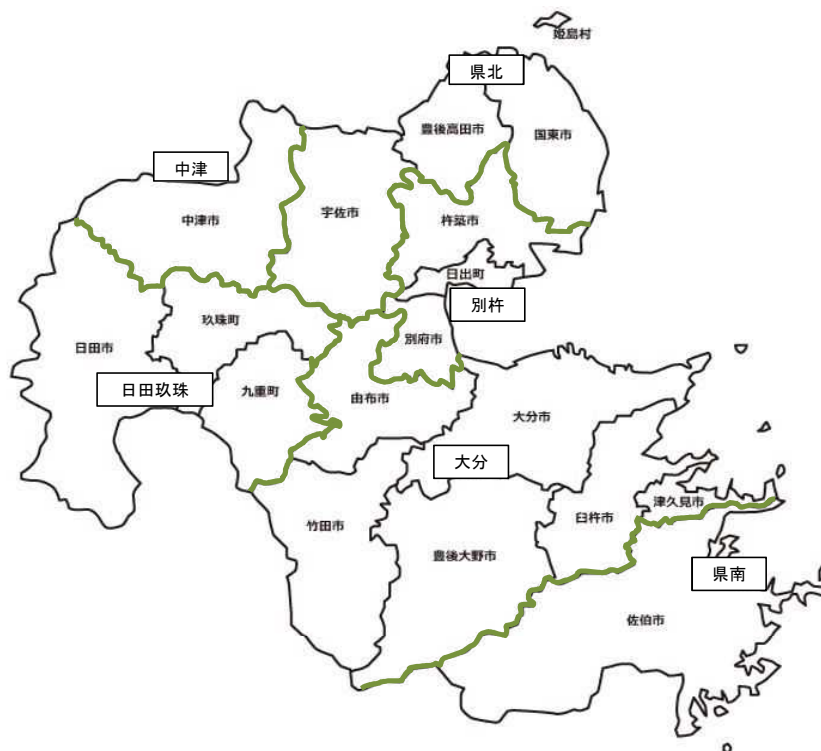 姫島村
県北
豊後高田市
国東市
中津
中津市
宇佐市
杵築市
日出町
別杵
玖珠町
別府市
日田市
日田玖珠
九重町
由布市
大分市
大分
津久見市
臼杵市
竹田市
豊後大野市
県南
佐伯市